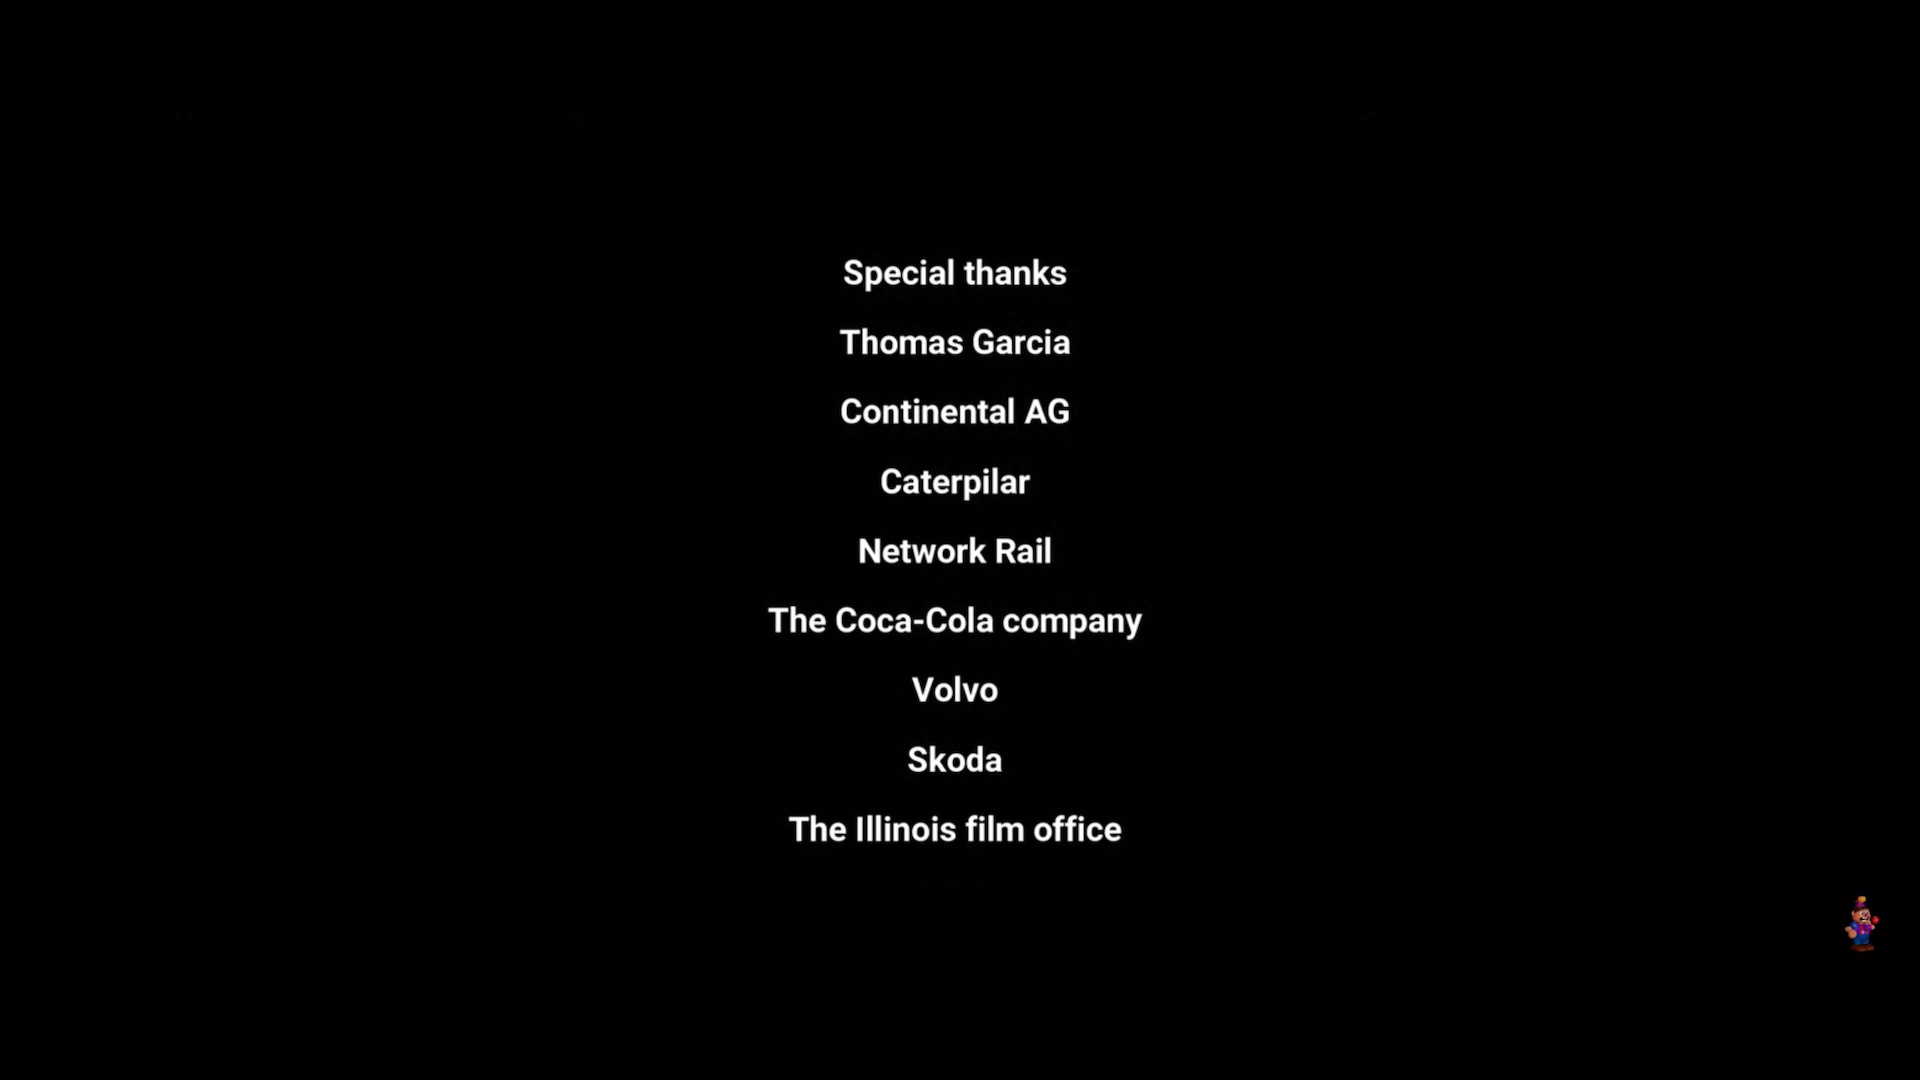 Special thanks
Thomas Garcia
Continental AG
Caterpilar
Network Rail
The Coca-Cola company
Volvo
Skoda
The Illinois film office